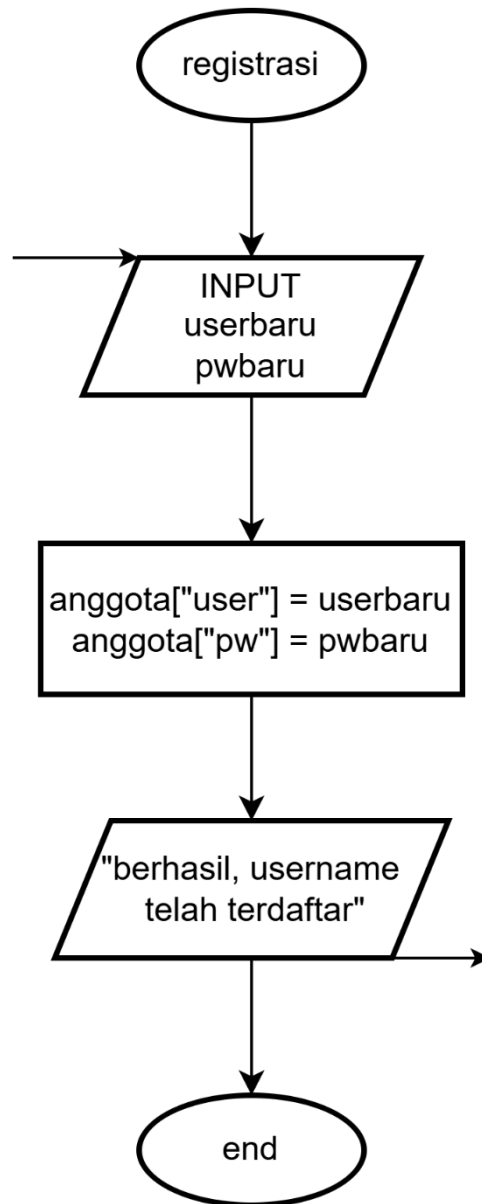 registrasi
INPUT
userbaru
pwbaru
anggota["user"] = userbaru
anggota["pw"] = pwbaru
"berhasil, username
telah terdaftar"
end